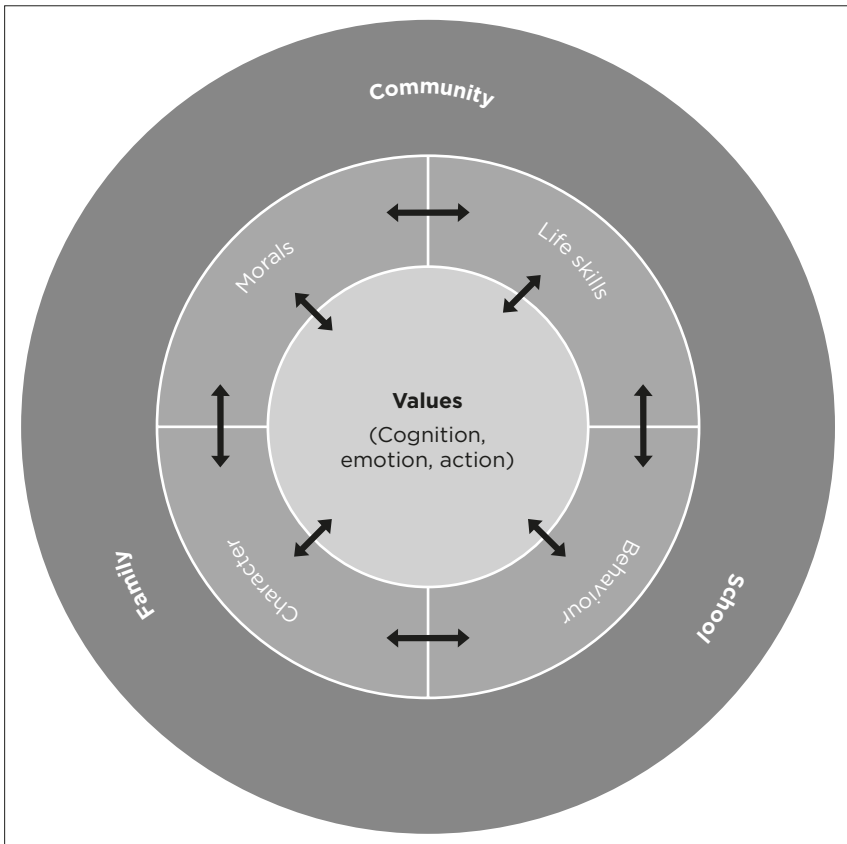 Community
Morals
Life skills
Values
(Cognition,
emotion, action)
Family
Character
Behaviour
School